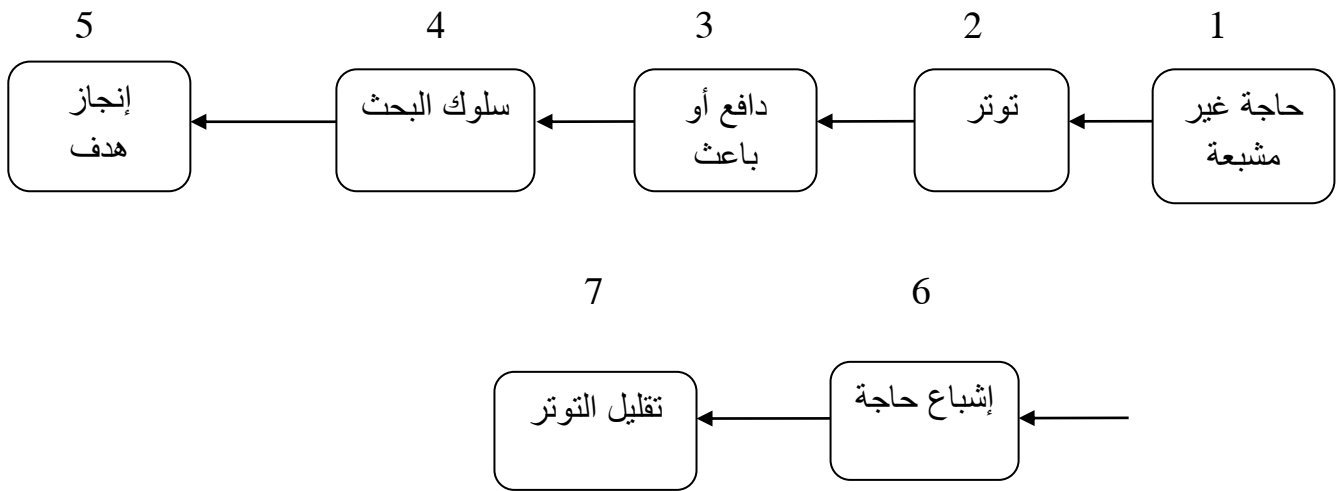 1
2
3
4
5
حاجة غير
مشبعة
توتر
دافع أو
باعث
سلوك البحث
إنجاز
هدف
6
7
إشباع حاجة
تقليل التوتر